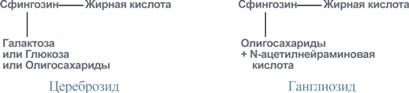 Сфингозин — Жирная кислота
Галактоза
или Глюкоза
или Олигосахариды
Цереброзид
Сфингозин — Жирная кислота
Олигосахариды
+ N-ацетилнейраминовая
кислота
Ганглиозид